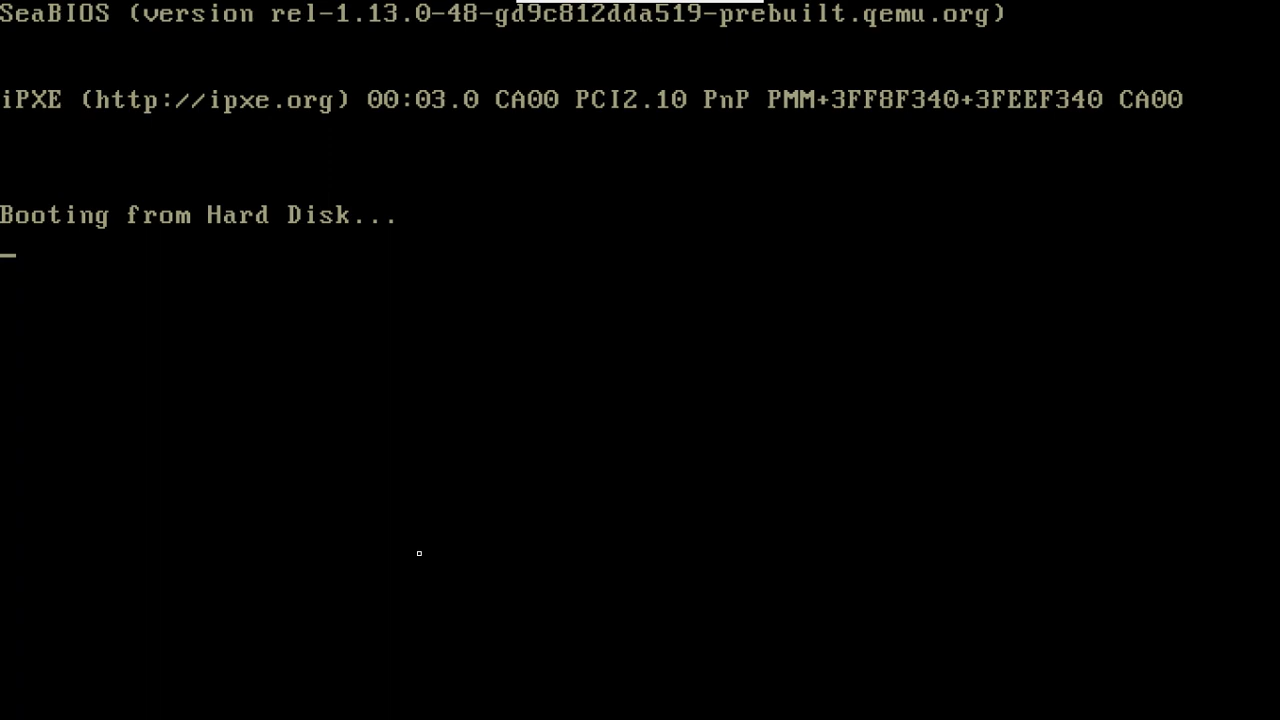 SeaBIOS (version rel-1.13.0-48-gd9c812dda519-prebuilt.qemu.org)
iPXE (http://ipxe.org) 00:03.0 CA00 PCI2.10 PnP PMM+3FF8F340+3FEEF340 CA00
Booting from Hard Disk...